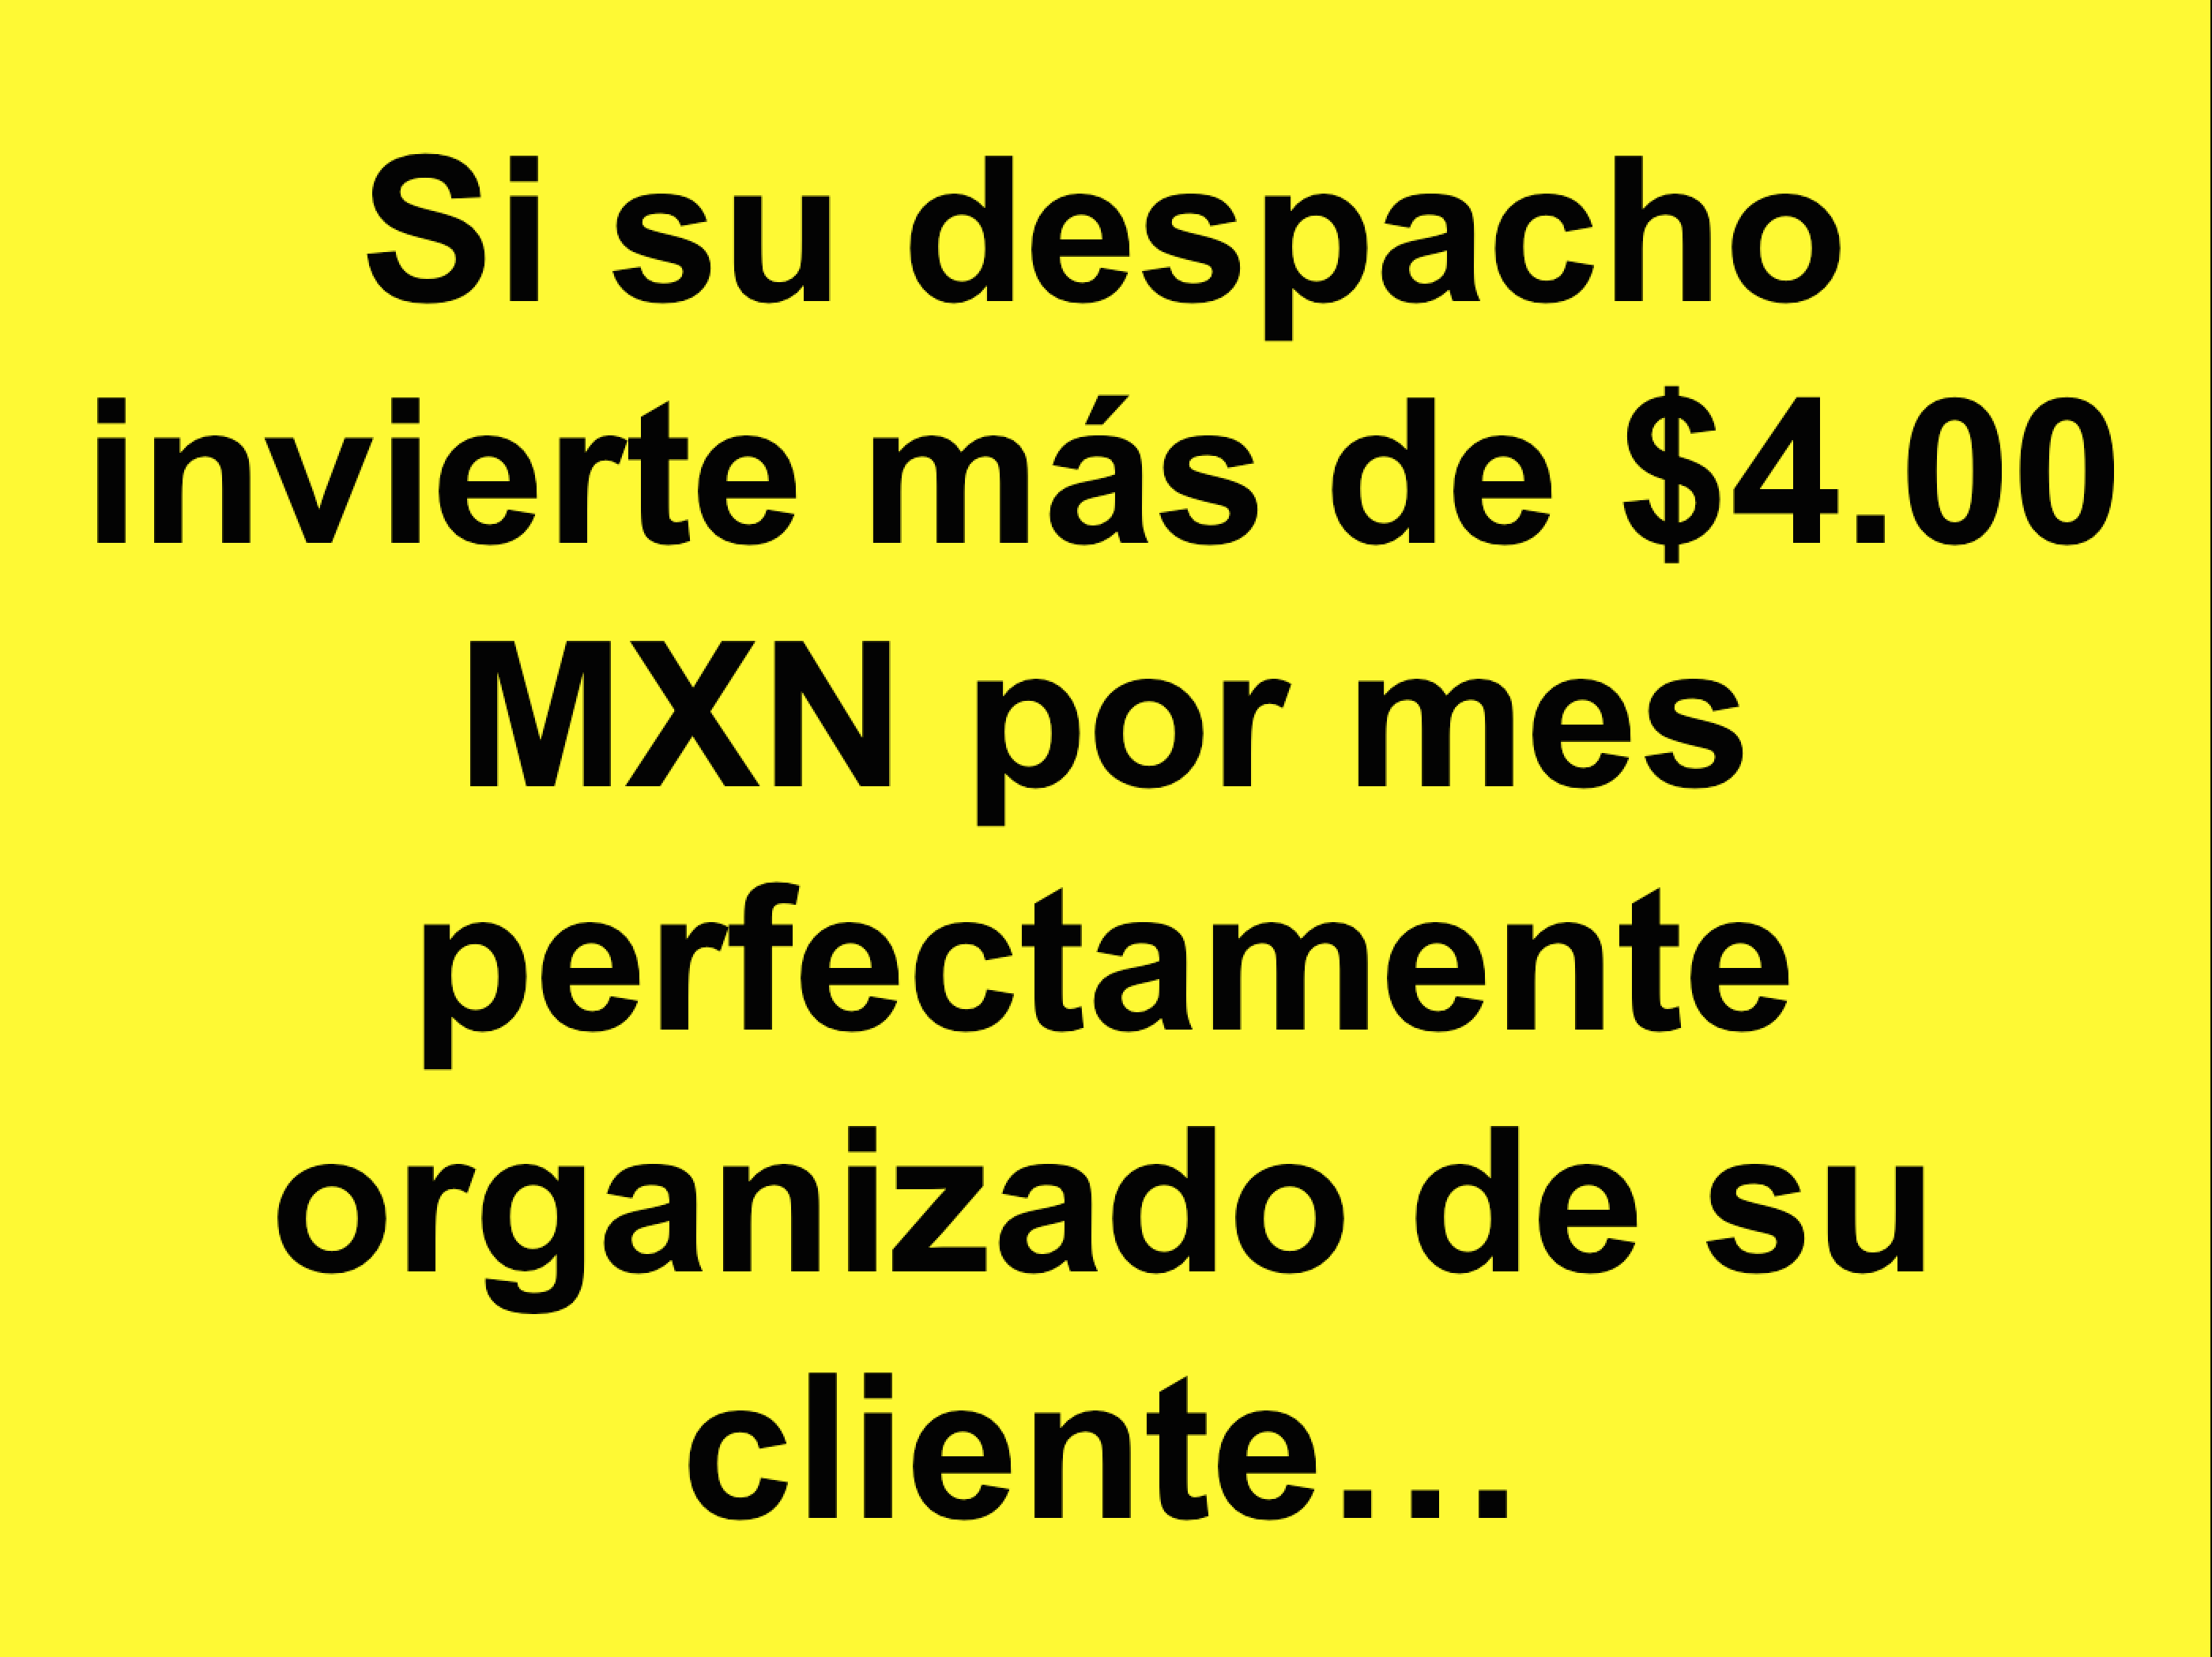 Si su despacho
invierte más de $4.00
MXN por mes
perfectamente
organizado de su
cliente...